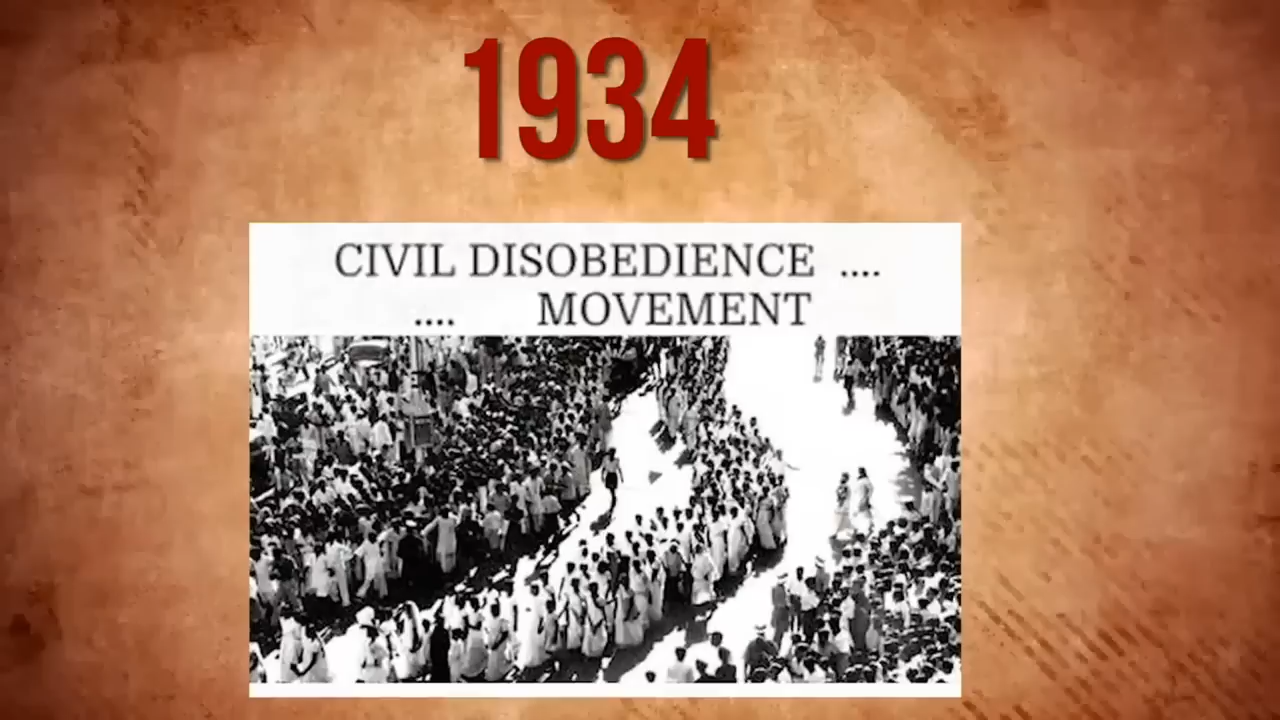 1934
CIVIL DISOBEDIENCE ....
.... MOVEMENT